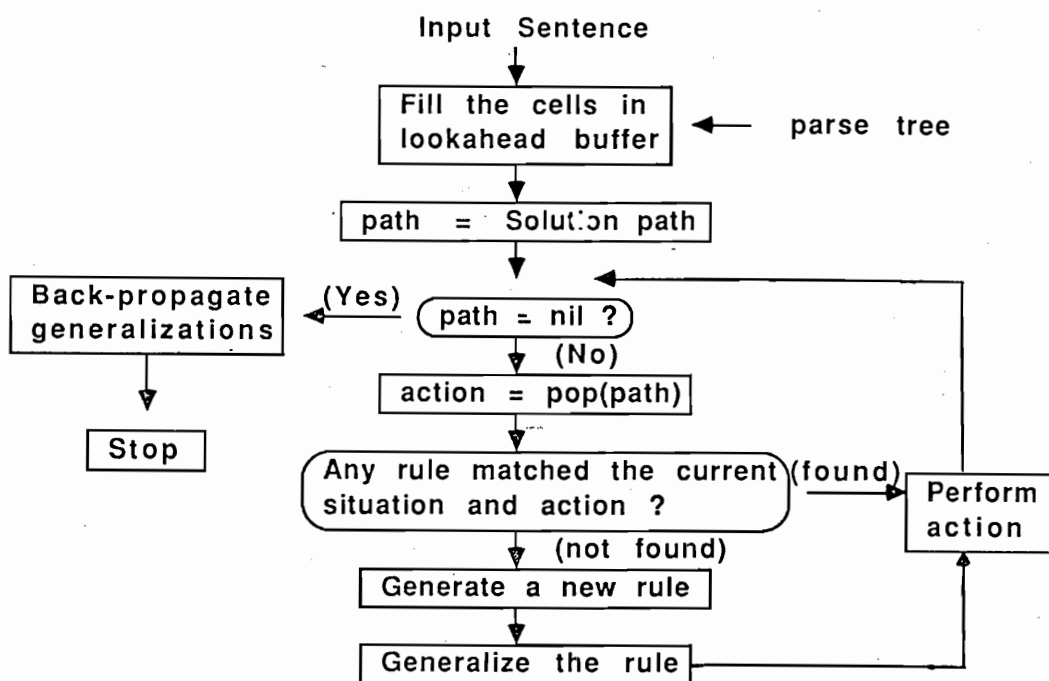 Input Sentence
Fill the cells in
lookahead buffer
parse tree
path = Solution path
Back-propagate
generalizations
(Yes)
path = nil ?
(No)
action = pop(path)
Stop
Any rule matched the current
situation and action ?
(found)
Perform
action
(not found)
Generate a new rule
Generalize the rule